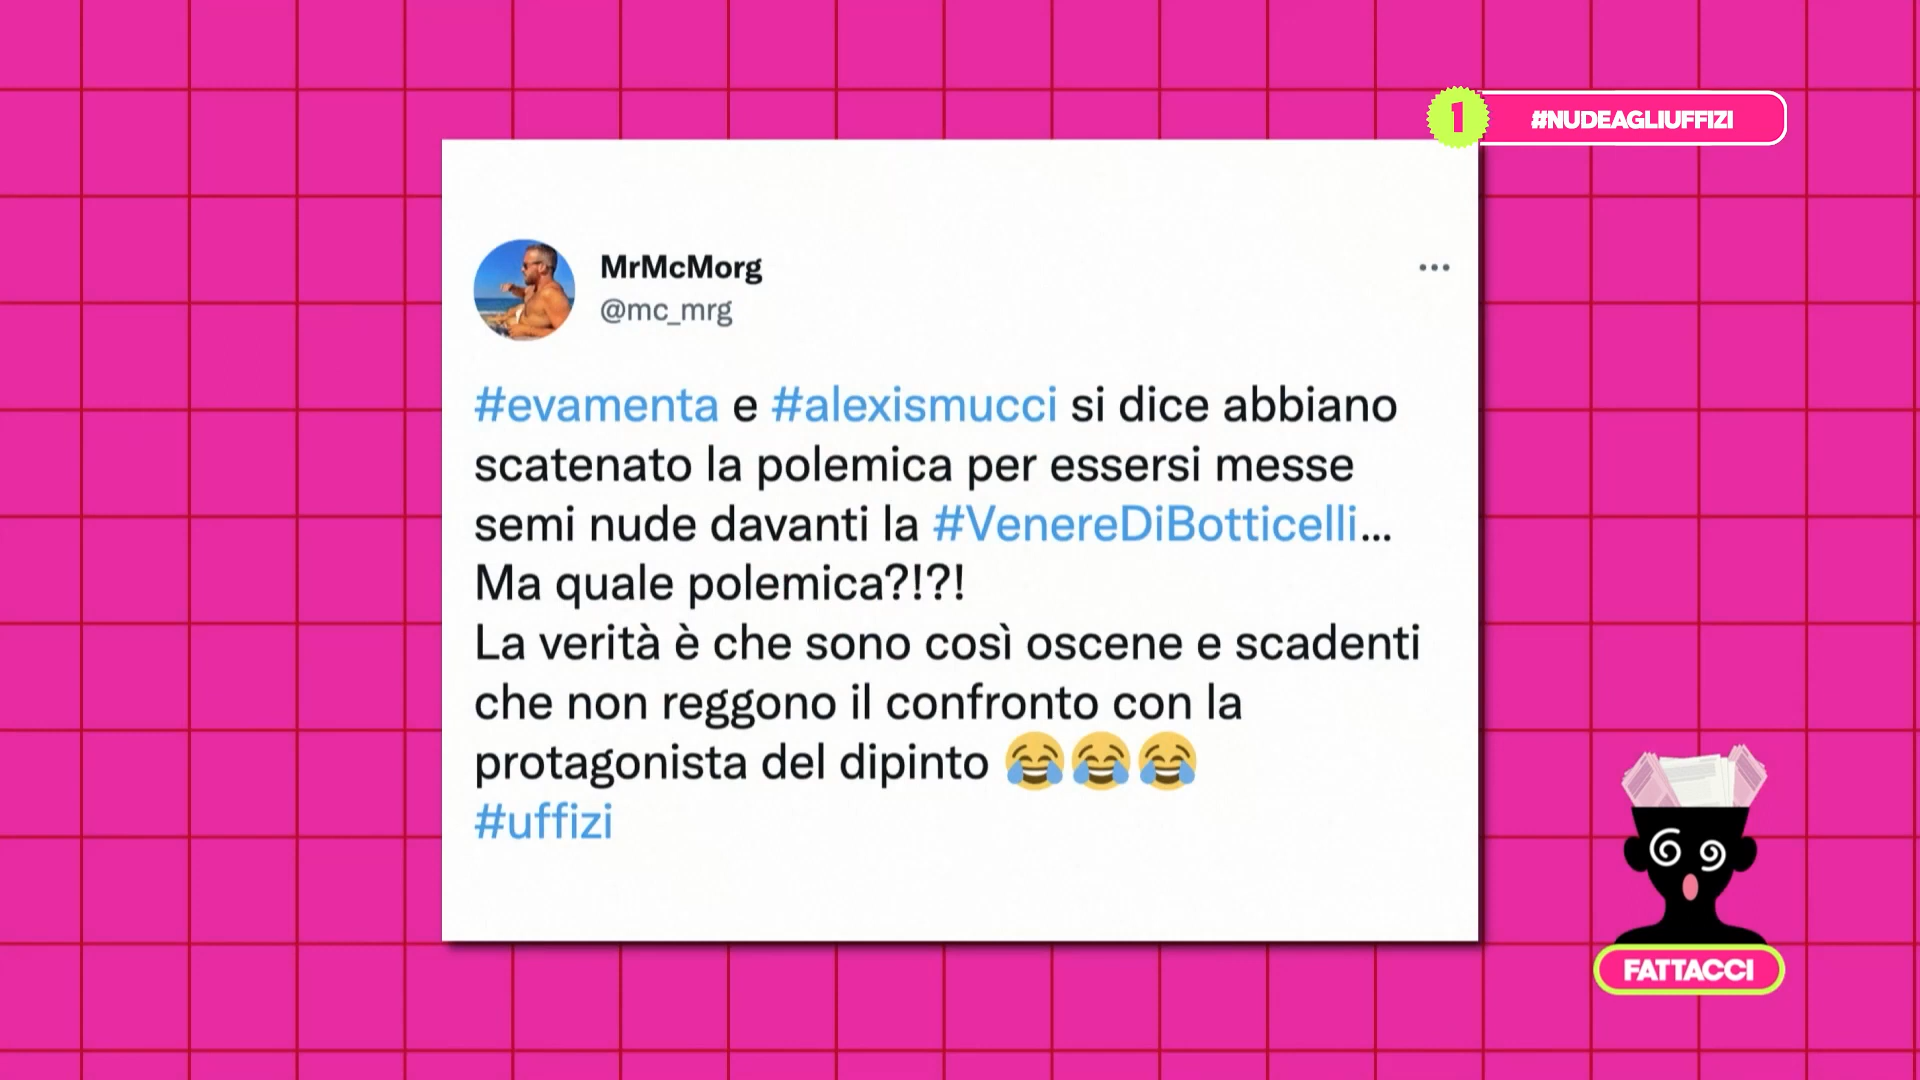 1 #NUDEAGLIUFFIZI
MrMcMorg
@mc_mrg
#evamenta e #alexismucci si dice abbiano
scatenato la polemica per essersi messe
semi nude davanti la #VenereDiBotticelli...
Ma quale polemica?!?!
La verità è che sono così oscene e scadenti
che non reggono il confronto con la
protagonista del dipinto 😂😂😂
#uffizi
FATTACCI